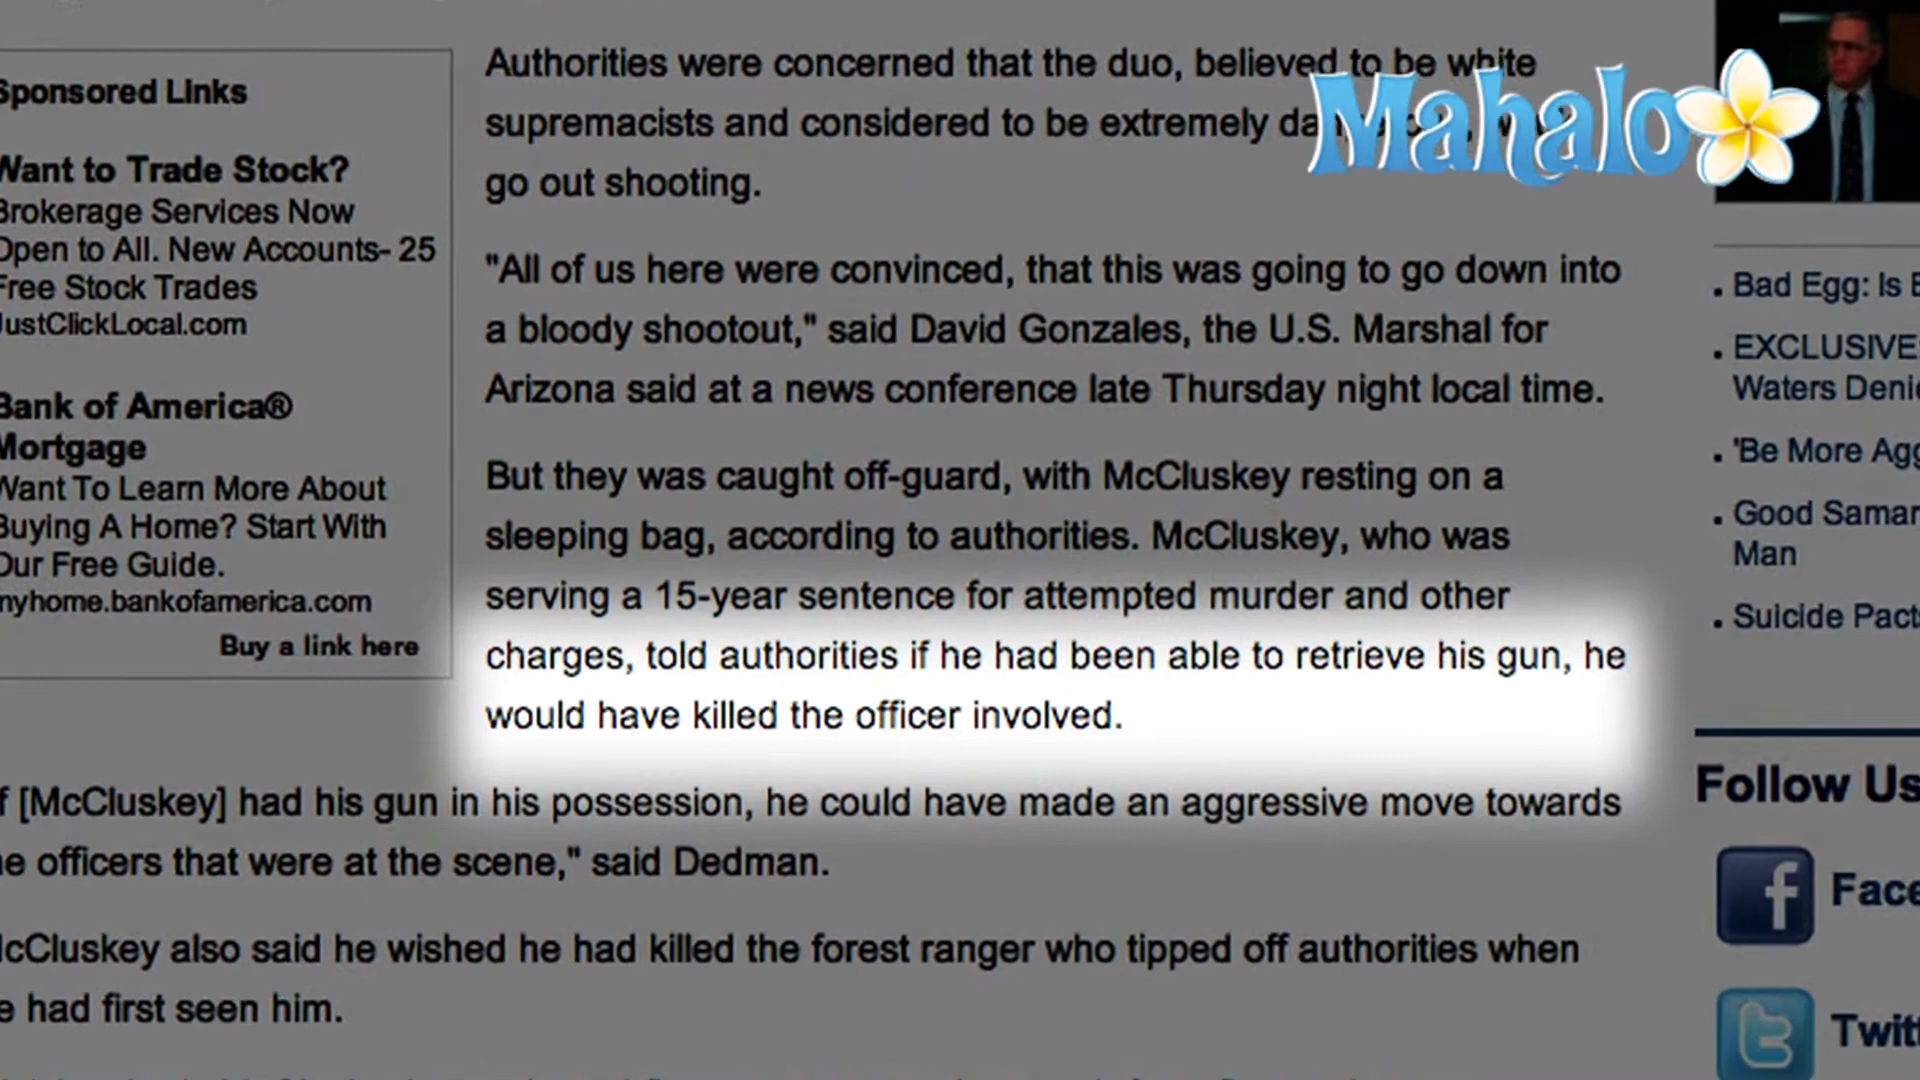 Mahalo
Sponsored Links
Want to Trade Stock?
Brokerage Services Now
Open to All. New Accounts- 25
Free Stock Trades
JustClickLocal.com
Bank of America®
Mortgage
Want To Learn More About
Buying A Home? Start With
Our Free Guide.
myhome.bankofamerica.com
Buy a link here
Authorities were concerned that the duo, believed to be white
supremacists and considered to be extremely
go out shooting.
"All of us here were convinced, that this was going to go down into
a bloody shootout," said David Gonzales, the U.S. Marshal for
Arizona said at a news conference late Thursday night local time.
But they was caught off-guard, with McCluskey resting on a
sleeping bag, according to authorities. McCluskey, who was
serving a 15-year sentence for attempted murder and other
charges, told authorities if he had been able to retrieve his gun, he
would have killed the officer involved.
f [McCluskey] had his gun in his possession, he could have made an aggressive move towards
he officers that were at the scene," said Dedman.
McCluskey also said he wished he had killed the forest ranger who tipped off authorities when
e had first seen him.
Bad Egg: Is
EXCLUSIVE
Waters Denie
'Be More Agg
Good Samar
Man
Suicide Pact
Follow Us
Face
Twitt